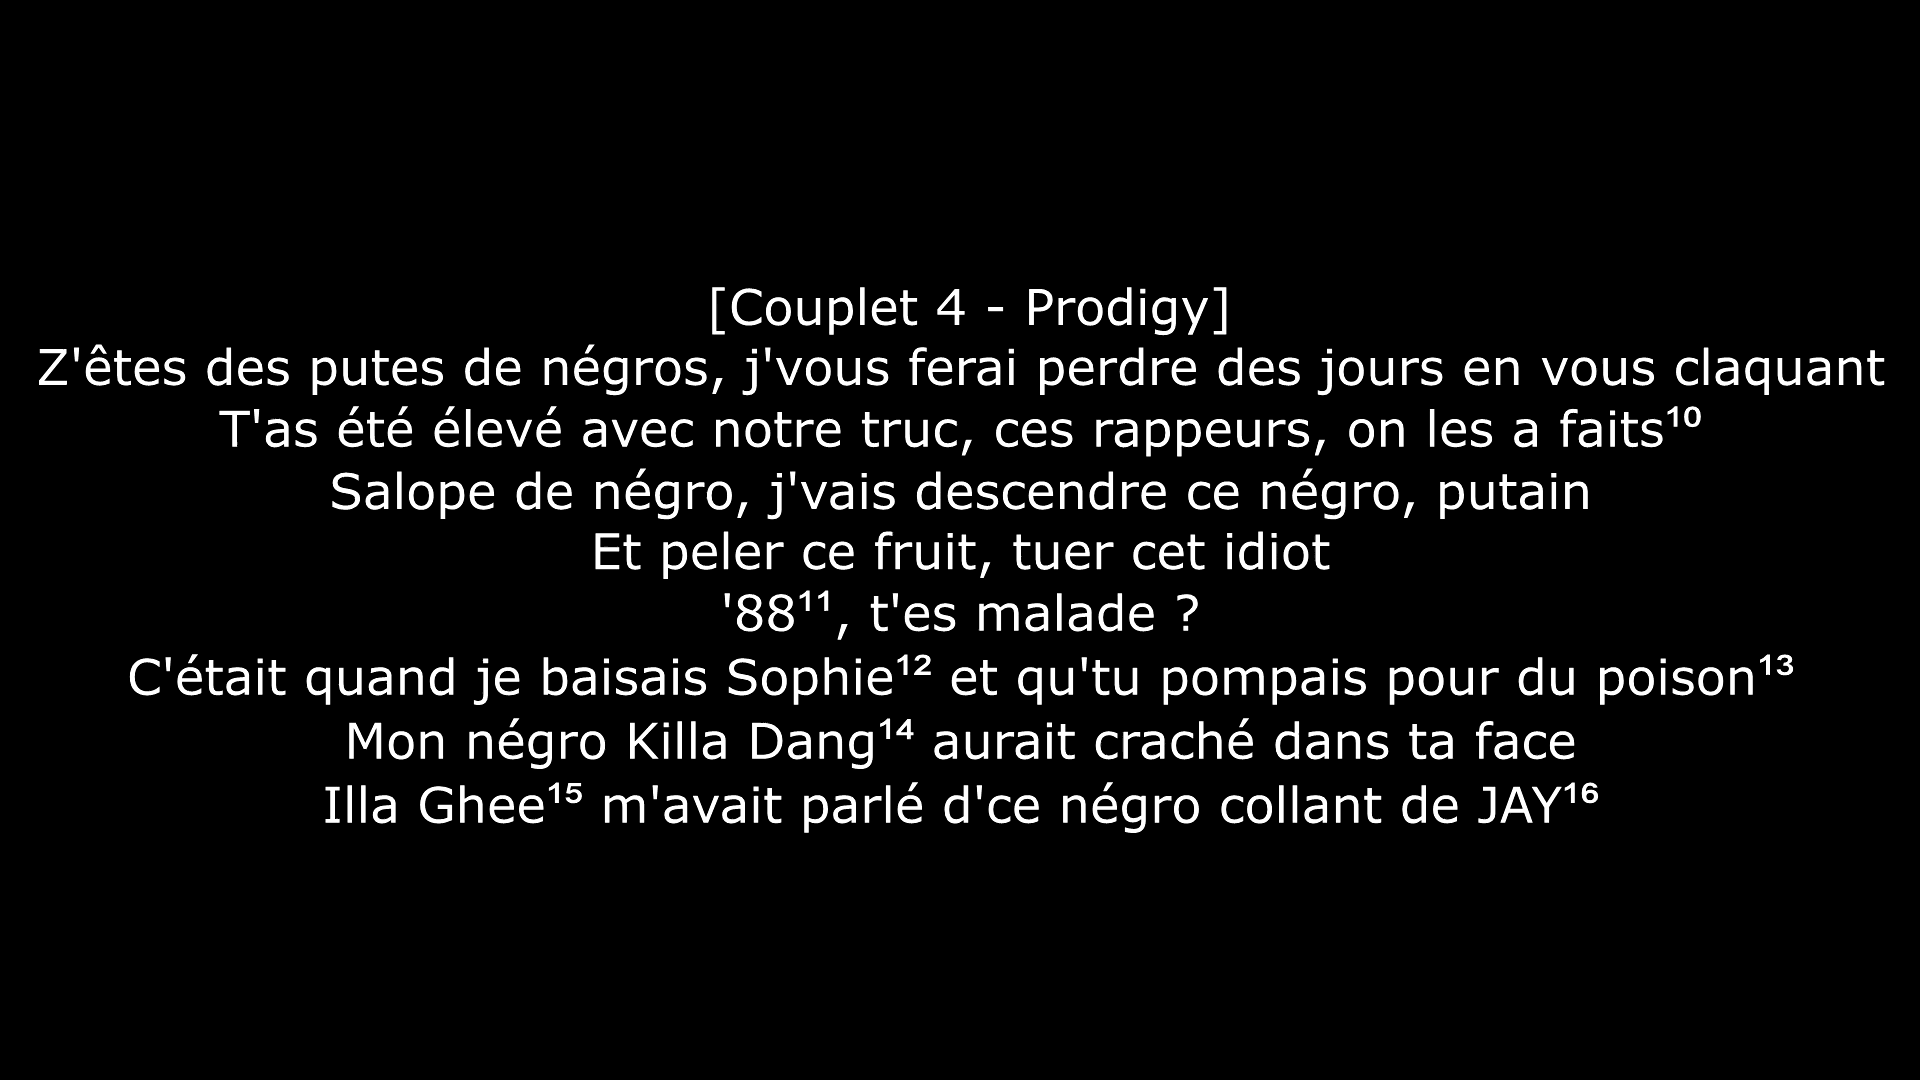 [Couplet 4 - Prodigy]
Z'êtes des putes de négros, j'vous ferai perdre des jours en vous claquant
T'as été élevé avec notre truc, ces rappeurs, on les a faits¹⁰
Salope de négro, j'vais descendre ce négro, putain
Et peler ce fruit, tuer cet idiot
'88¹¹, t'es malade ?
C'était quand je baisais Sophie¹² et qu'tu pompais pour du poison¹³
Mon négro Killa Dang¹⁴ aurait craché dans ta face
Illa Ghee¹⁵ m'avait parlé d'ce négro collant de JAY¹⁶